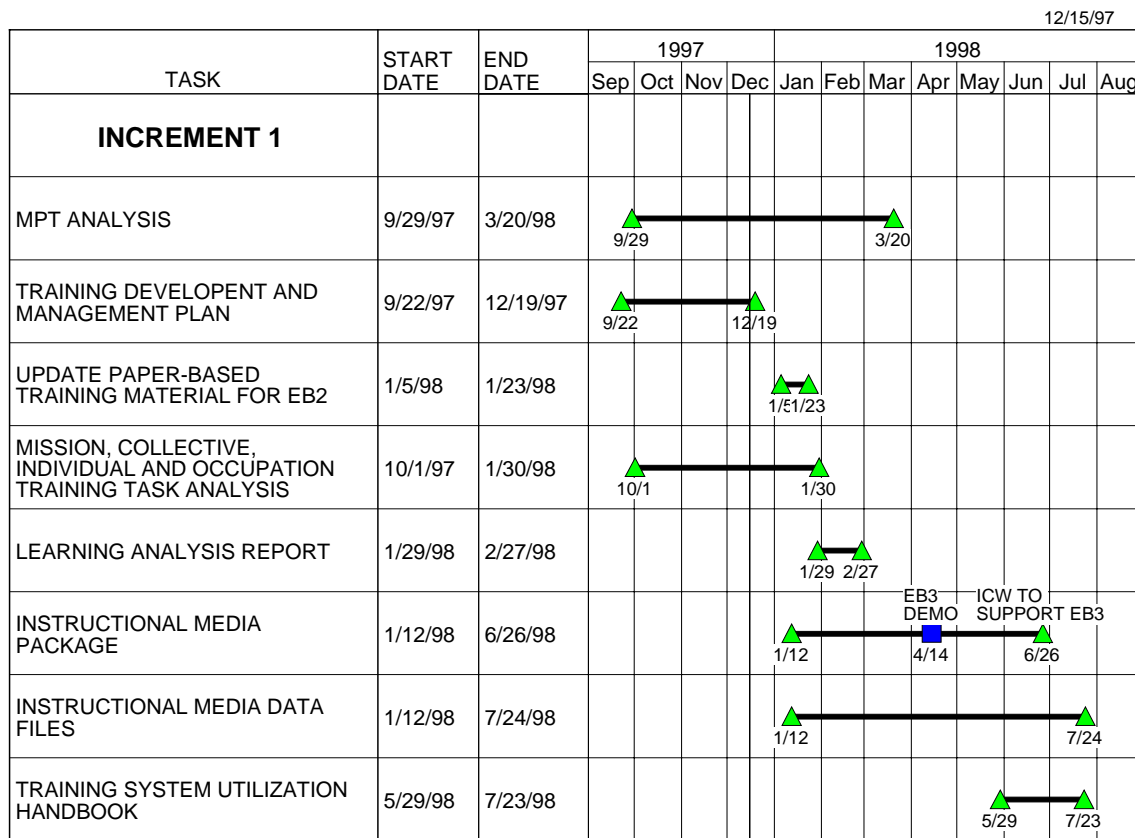 12/15/97
TASK
START
DATE
END
DATE
1997
1998
Sep Oct Nov Dec Jan Feb Mar Apr May Jun Jul Aug
INCREMENT 1
MPT ANALYSIS
9/29/97
3/20/98
9/29
3/20
TRAINING DEVELOPENT AND
MANAGEMENT PLAN
9/22/97
12/19/97
9/22
12/19
UPDATE PAPER-BASED
TRAINING MATERIAL FOR EB2
1/5/98
1/23/98
1/5
1/23
MISSION, COLLECTIVE,
INDIVIDUAL AND OCCUPATION
TRAINING TASK ANALYSIS
10/1/97
1/30/98
10/1
1/30
LEARNING ANALYSIS REPORT
1/29/98
2/27/98
1/29
2/27
INSTRUCTIONAL MEDIA
PACKAGE
1/12/98
6/26/98
EB3
DEMO
ICW TO
SUPPORT EB3
1/12
4/14
6/26
INSTRUCTIONAL MEDIA DATA
FILES
1/12/98
7/24/98
1/12
7/24
TRAINING SYSTEM UTILIZATION
HANDBOOK
5/29/98
7/23/98
5/29
7/23